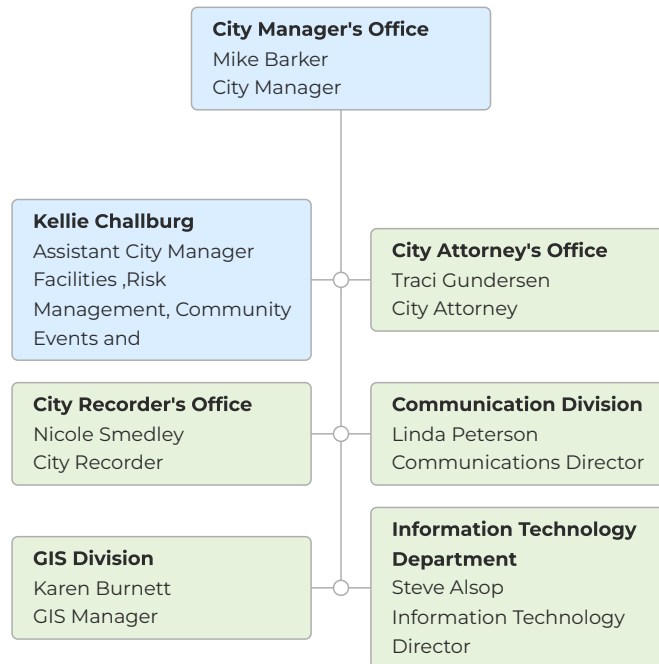 City Manager's Office
Mike Barker
City Manager
Kellie Challburg
Assistant City Manager
Facilities ,Risk
Management, Community
Events and
City Attorney's Office
Traci Gundersen
City Attorney
City Recorder's Office
Nicole Smedley
City Recorder
Communication Division
Linda Peterson
Communications Director
GIS Division
Karen Burnett
GIS Manager
Information Technology
Department
Steve Alsop
Information Technology
Director